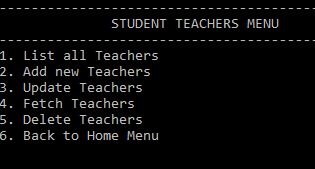 ----------------------------------------
STUDENT TEACHERS MENU
----------------------------------------
1. List all Teachers
2. Add new Teachers
3. Update Teachers
4. Fetch Teachers
5. Delete Teachers
6. Back to Home Menu